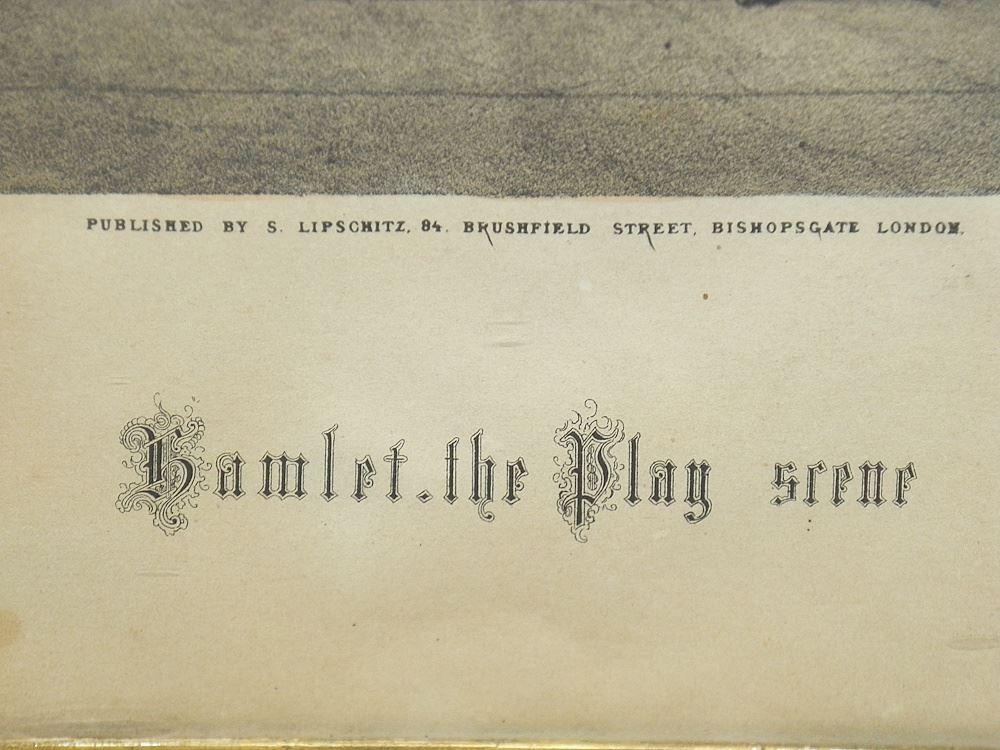 PUBLISHED BY S. LIPSCHITZ, 84. BRUSHFIELD STREET, BISHOPSGATE LONDON,
Hamlet. the Play scene